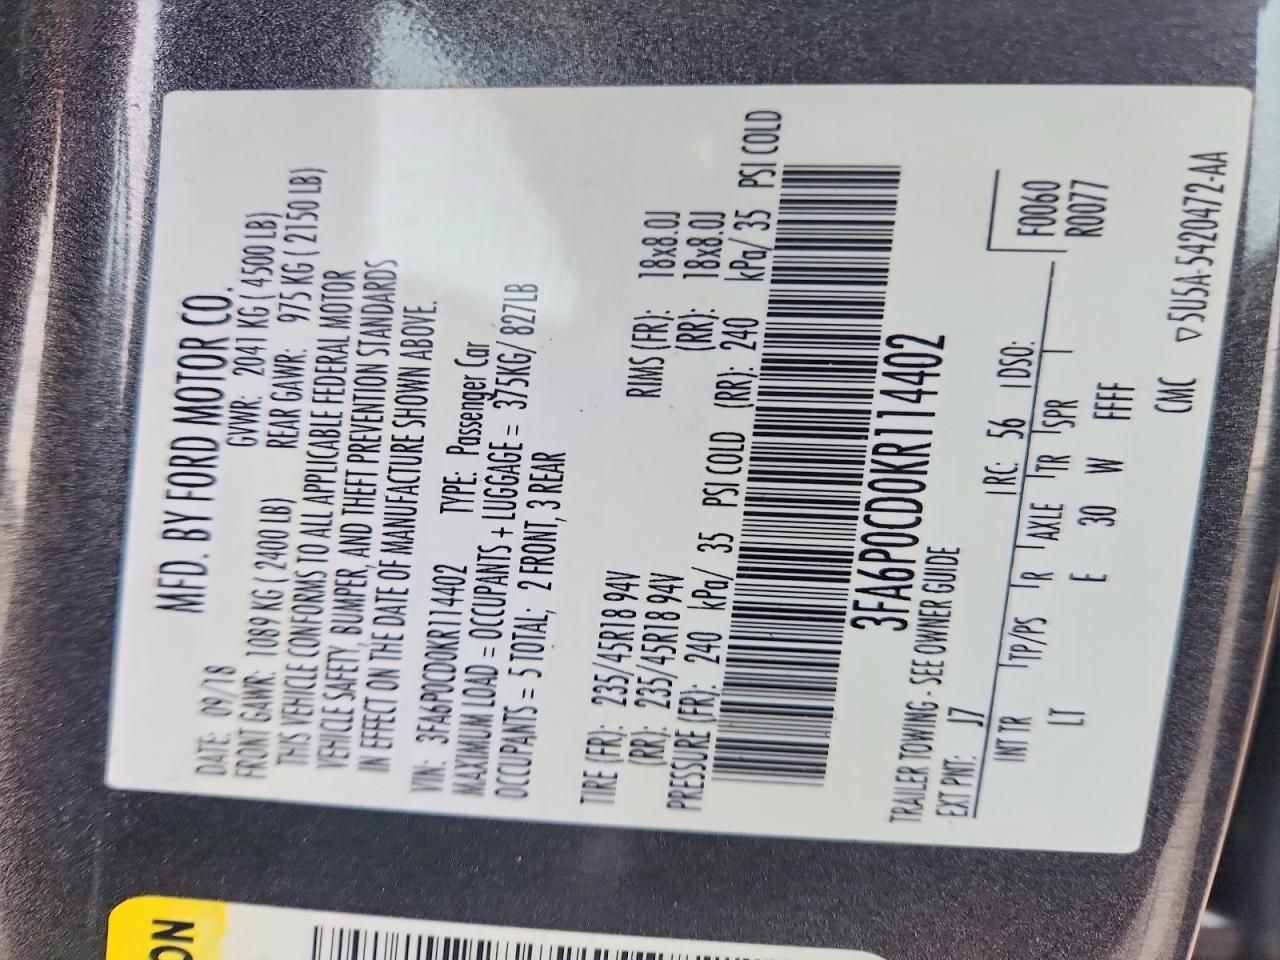 MFD. BY FORD MOTOR CO.
DATE: 09/18 GVWR: 2041 KG ( 4500 LB)
FRONT GAWR: 1089 KG ( 2400 LB) REAR GAWR: 975 KG ( 2150 LB)
THIS VEHICLE CONFORMS TO ALL APPLICABLE FEDERAL MOTOR
VEHICLE SAFETY, BUMPER, AND THEFT PREVENTION STANDARDS
IN EFFECT ON THE DATE OF MANUFACTURE SHOWN ABOVE.
VIN: 3FA6P0CD0KR114402 TYPE: Passenger Car
MAXIMUM LOAD = OCCUPANTS + LUGGAGE = 375KG/ 827LB
OCCUPANTS = 5 TOTAL; 2 FRONT, 3 REAR
TIRE (FR): 235/45R18 94V RIMS (FR): 18x8.0J
(RR): 235/45R18 94V (RR): 18x8.0J
PRESSURE (FR): 240 kPa/ 35 PSI COLD (RR): 240 kPa/ 35 PSI COLD
3FA6P0CD0KR114402
TRAILER TOWING - SEE OWNER GUIDE
EXT PNT: J7 RC: 56 DSO:
INT TR TP/PS R AXLE TR SPR F0060
LT E 30 W FFFF R0077
CMC ▽5U5A-5420472-AA
ON